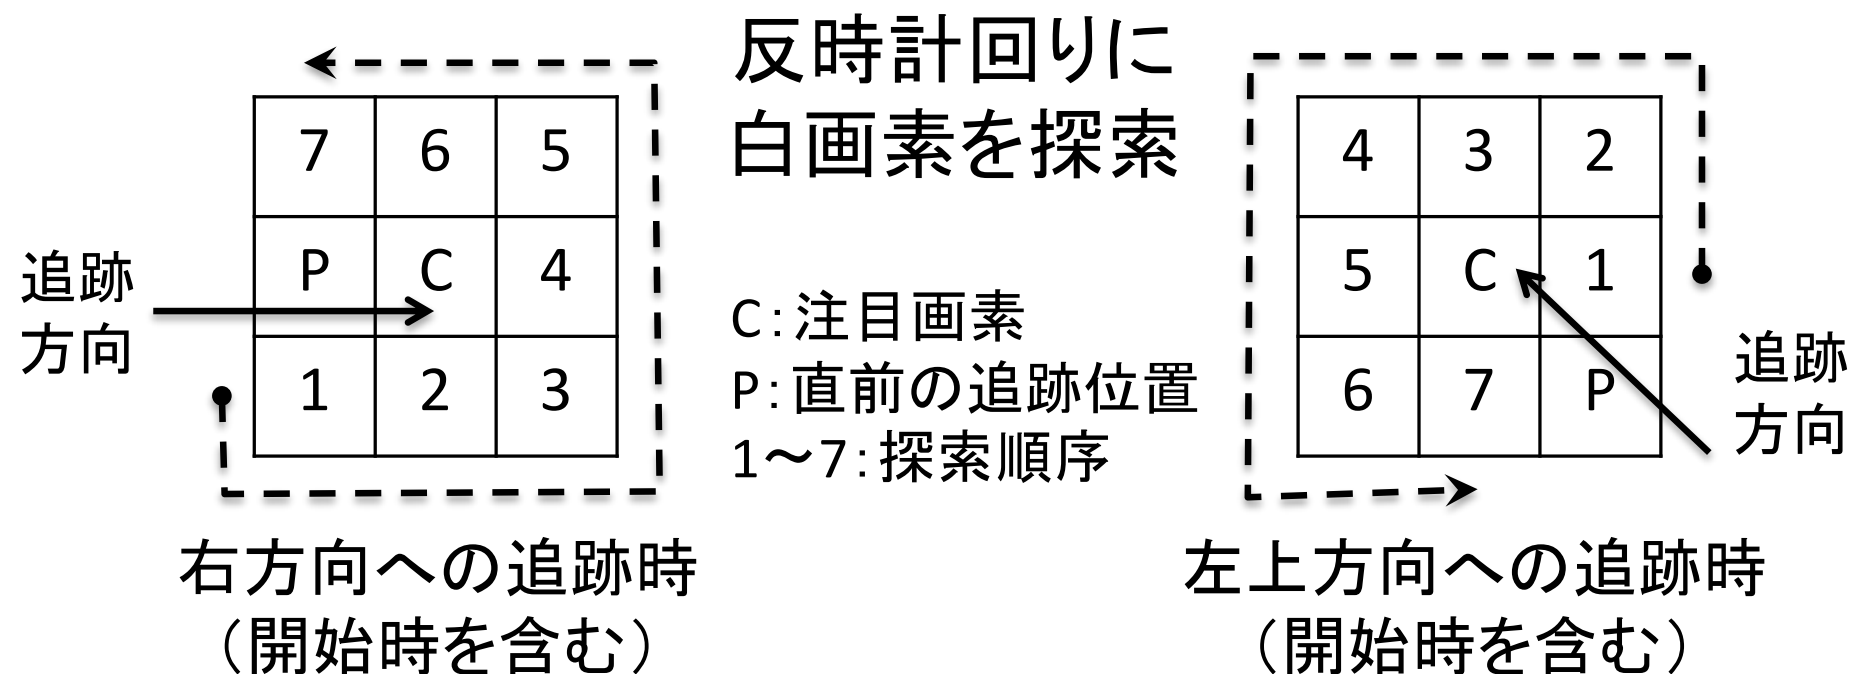 反時計回りに
白画素を探索
7 6 5
P C 4
1 2 3
追跡
方向
C:注目画素
P:直前の追跡位置
1〜7:探索順序
4 3 2
5 C 1
6 7 P
追跡
方向
右方向への追跡時
(開始時を含む)
左上方向への追跡時
(開始時を含む)